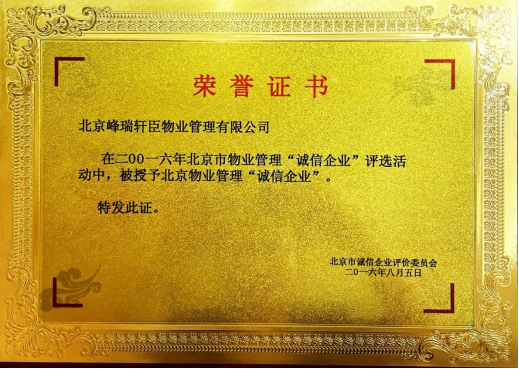 荣誉证书
北京峰瑞轩臣物业管理有限公司
在二00一六年北京市物业管理“诚信企业”评选活
动中，被授予北京物业管理“诚信企业”。
特发此证。
北京市诚信企业评价委员会
二0一六年八月五日